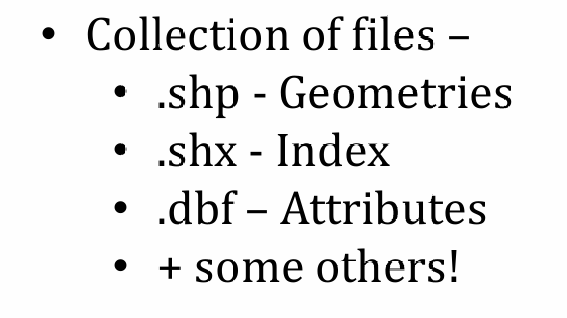 • Collection of files –
• .shp - Geometries
• .shx - Index
• .dbf – Attributes
• + some others!